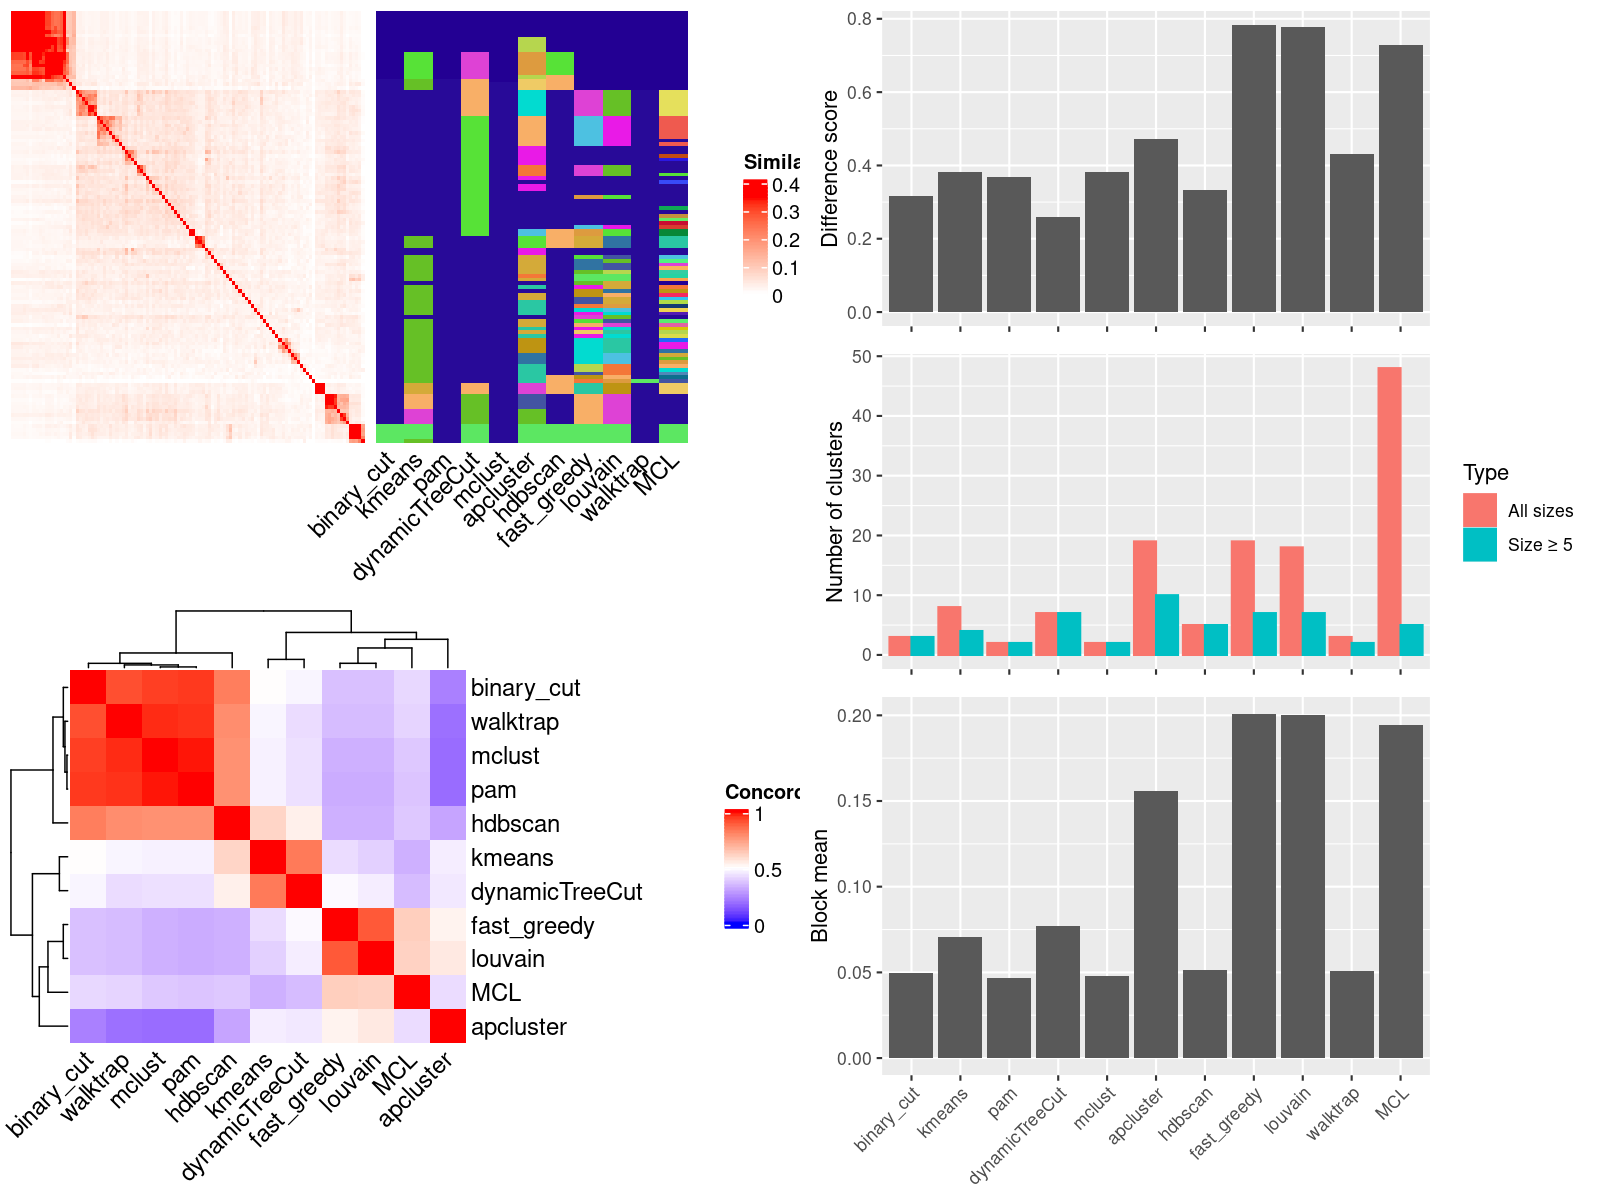 Simila
0.4
0.3
0.2
0.1
0
binary_cut
kmeans
pam
dynamicTreeCut
mclust
apcluster
hdbscan
fast_greedy
louvain
walktrap
MCL
binary_cut
walktrap
mclust
pam
hdbscan
kmeans
dynamicTreeCut
fast_greedy
louvain
MCL
apcluster
binary_cut
walktrap
mclust
pam
hdbscan
kmeans
dynamicTreeCut
fast_greedy
louvain
MCL
apcluster
Concord
1
0.5
0
Difference score
0.8
0.6
0.4
0.2
0.0
Number of clusters
50
40
30
20
10
0
Type
All sizes
Size ≥ 5
Block mean
0.20
0.15
0.10
0.05
0.00
binary_cut
kmeans
pam
dynamicTreeCut
mclust
apcluster
hdbscan
fast_greedy
louvain
walktrap
MCL